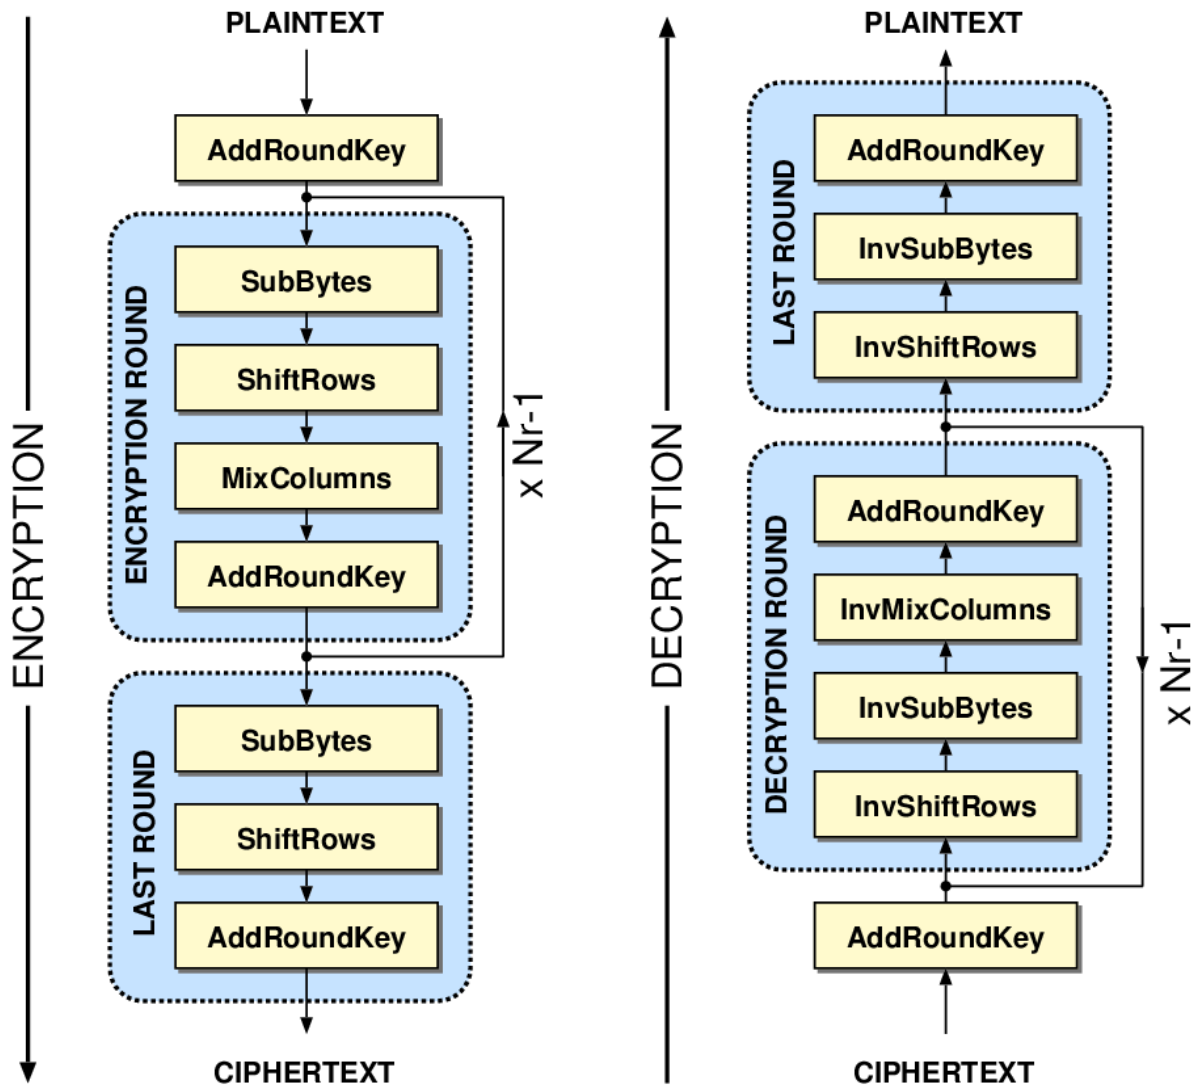 PLAINTEXT
AddRoundKey
SubBytes
ShiftRows
MixColumns
AddRoundKey
ENCRYPTION ROUND
x Nr-1
SubBytes
ShiftRows
AddRoundKey
LAST ROUND
CIPHERTEXT
ENCRYPTION
PLAINTEXT
AddRoundKey
InvSubBytes
InvShiftRows
LAST ROUND
AddRoundKey
InvMixColumns
InvSubBytes
InvShiftRows
DECRYPTION ROUND
x Nr-1
AddRoundKey
CIPHERTEXT
DECRYPTION